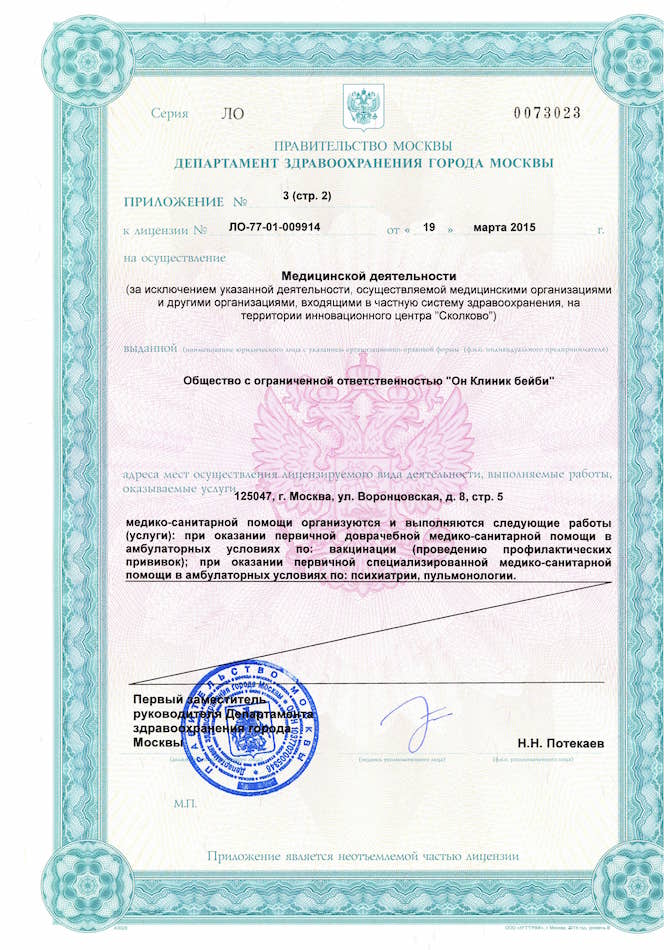 Серия ЛО 0073023
ПРАВИТЕЛЬСТВО МОСКВЫ
ДЕПАРТАМЕНТ ЗДРАВООХРАНЕНИЯ ГОРОДА МОСКВЫ
ПРИЛОЖЕНИЕ № 3 (стр. 2)
к лицензии № ЛО-77-01-009914 от « 19 » марта 2015 г.
на осуществление
Медицинской деятельности
(за исключением указанной деятельности, осуществляемой медицинскими организациями
и другими организациями, входящими в частную систему здравоохранения, на
территории инновационного центра "Сколково")
выданной (наименование юридического лица с указанием организационно-правовой формы (ф.и.о. индивидуального предпринимателя)
Общество с ограниченной ответственностью "Он Клиник бейби"
адреса мест осуществления лицензируемого вида деятельности, выполняемые работы,
оказываемые услуги
125047, г. Москва, ул. Воронцовская, д. 8, стр. 5
медико-санитарной помощи организуются и выполняются следующие работы
(услуги): при оказании первичной доврачебной медико-санитарной помощи в
амбулаторных условиях по: вакцинации (проведению профилактических
прививок); при оказании первичной специализированной медико-санитарной
помощи в амбулаторных условиях по: психиатрии, пульмонологии.
Первый заместитель
руководителя Департамента
здравоохранения города
Москвы
Н.Н. Потекаев
(подпись уполномоченного лица) (ф.и.о. уполномоченного лица)
ПРАВИТЕЛЬСТВО МОСКВЫ
М.П.
Приложение является неотъемлемой частью лицензии